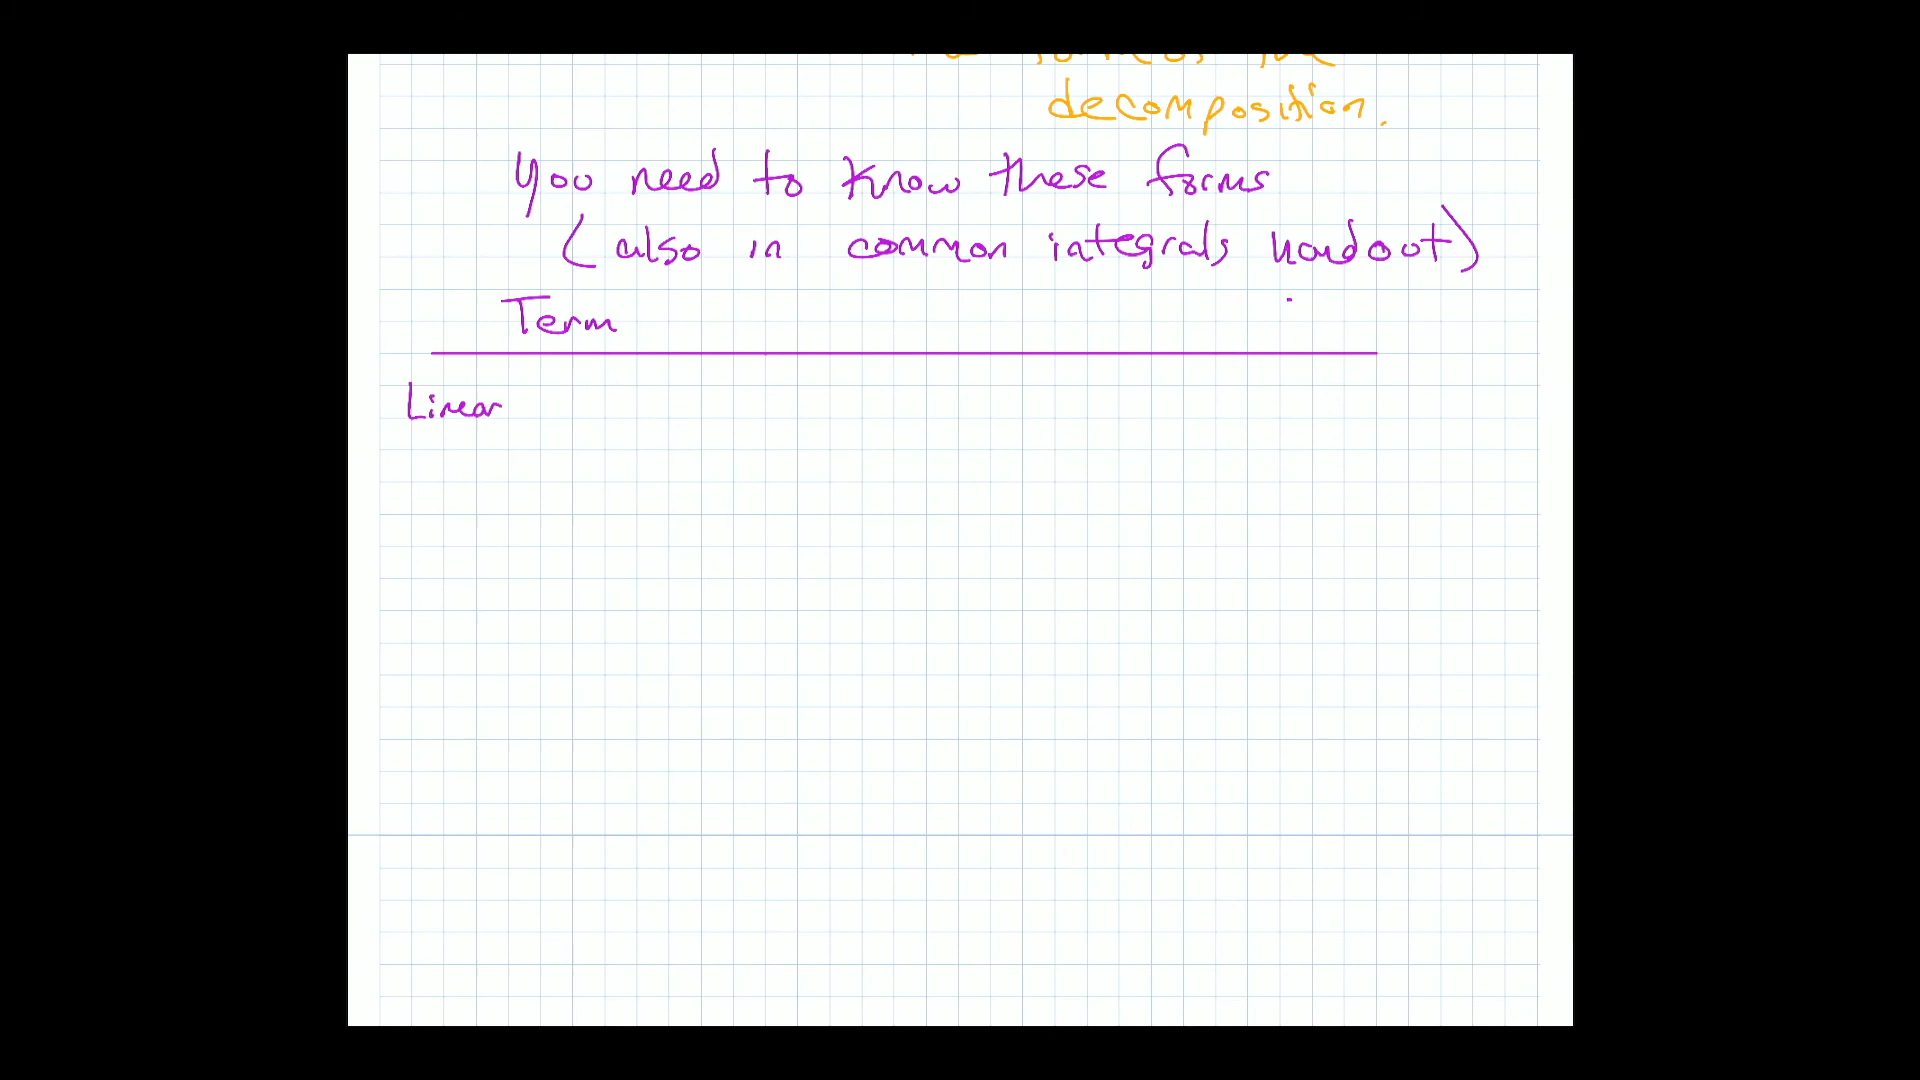 decomposition.
You need to know these forms
(also in common integrals handout)
Term
Linear